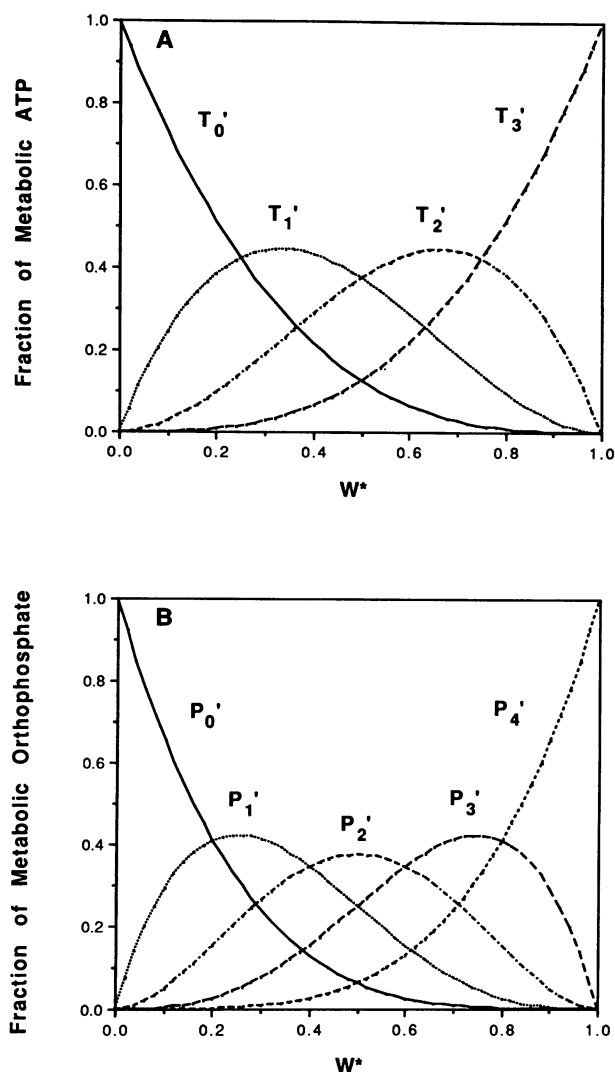 A
Fraction of Metabolic ATP
1.0
0.8
0.6
0.4
0.2
0.0
T0'
T1'
T2'
T3'
0.0 0.2 0.4 0.6 0.8 1.0
W*
B
Fraction of Metabolic Orthophosphate
1.0
0.8
0.6
0.4
0.2
0.0
P0'
P1'
P2'
P3'
P4'
0.0 0.2 0.4 0.6 0.8 1.0
W*